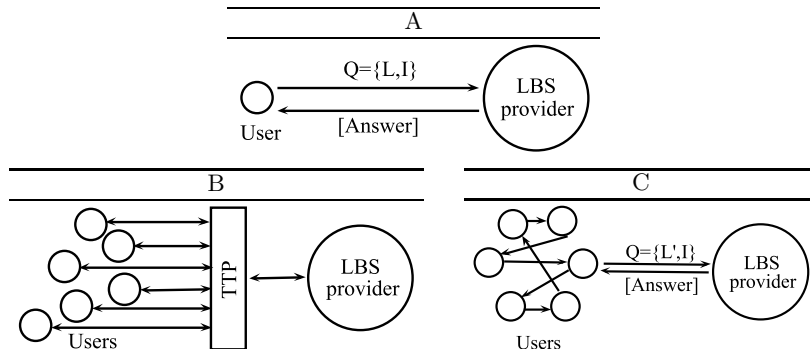 A
Q={L,I}
LBS
provider
[Answer]
User
B
TTP
LBS
provider
Users
C
Q={L',I}
LBS
provider
[Answer]
Users